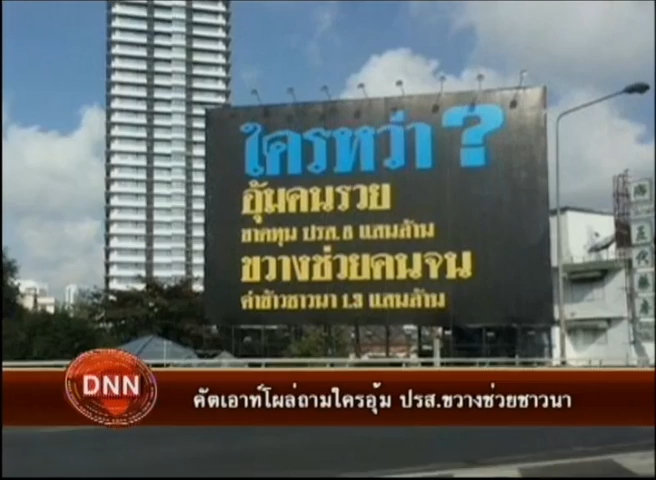 ใครหว่า?
อุ้มคนรวย
ขาดทุน ปรส. 8 แสนล้าน
ขวางช่วยคนจน
ค่าข้าวชาวนา 1.3 แสนล้าน
DNN
คัตเอาท์โผล่ถามใครอุ้ม ปรส.ขวางช่วยชาวนา